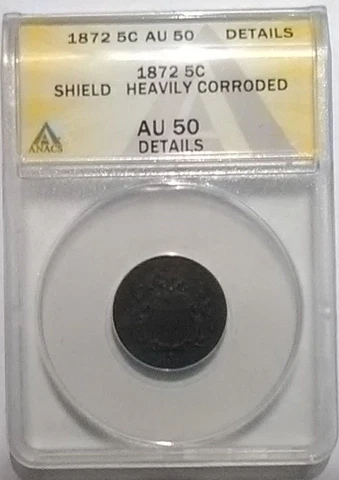 1872 5C AU 50 DETAILS
1872 5C
SHIELD HEAVILY CORRODED
AU 50
DETAILS
ANACS